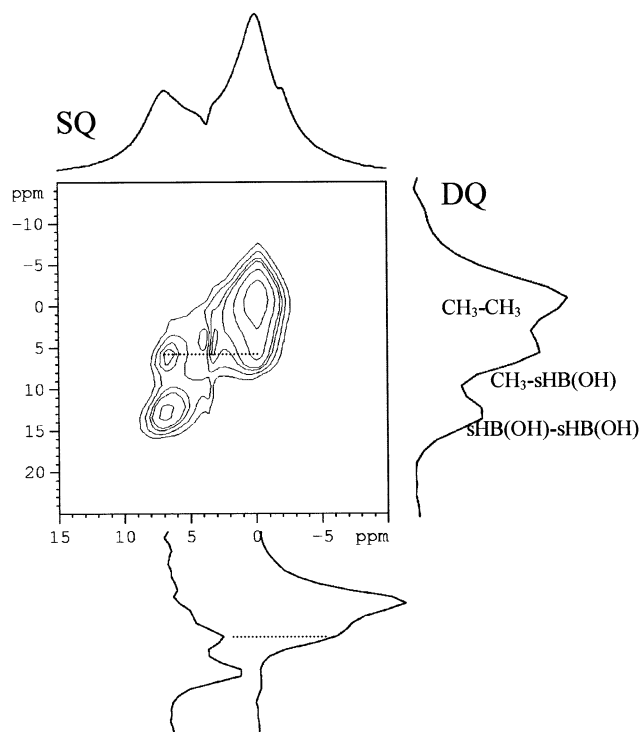 SQ
ppm
DQ
-10
-5
0
CH₃-CH₃
5
CH₃-sHB(OH)
10
sHB(OH)-sHB(OH)
15
20
15 10 5 0 -5 ppm